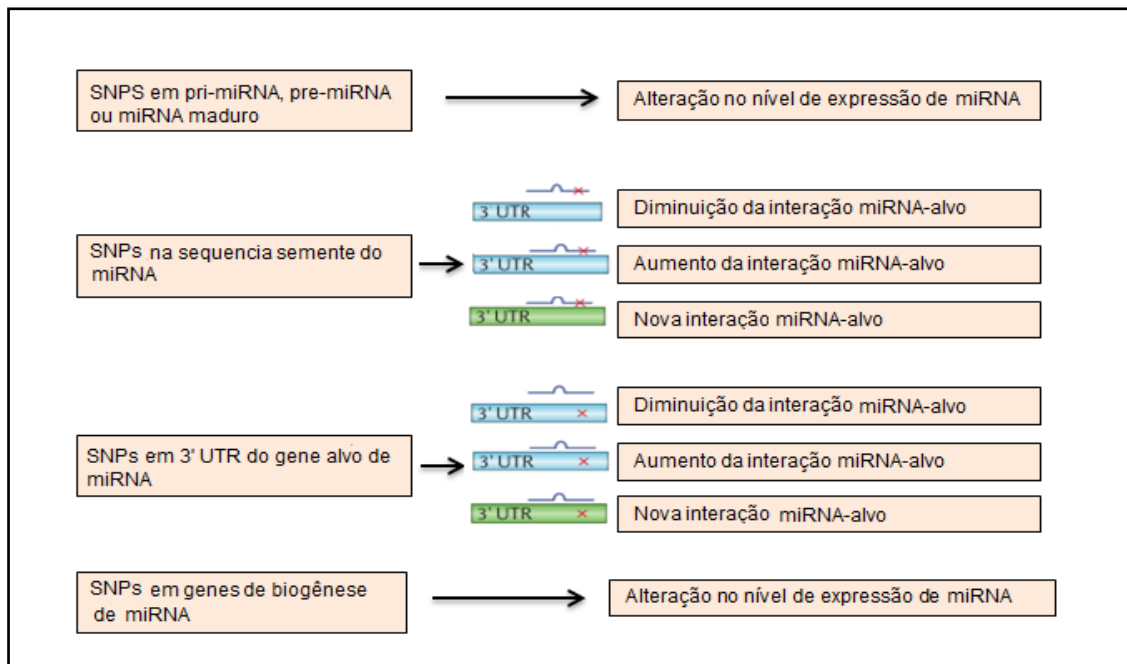 SNPS em pri-miRNA, pre-miRNA
ou miRNA maduro
Alteração no nível de expressão de miRNA
SNPs na sequencia semente do
miRNA
3' UTR
Diminuição da interação miRNA-alvo
3' UTR
Aumento da interação miRNA-alvo
3' UTR
Nova interação miRNA-alvo
SNPs em 3' UTR do gene alvo de
miRNA
3' UTR
Diminuição da interação miRNA-alvo
3' UTR
Aumento da interação miRNA-alvo
3' UTR
Nova interação miRNA-alvo
SNPs em genes de biogênese
de miRNA
Alteração no nível de expressão de miRNA